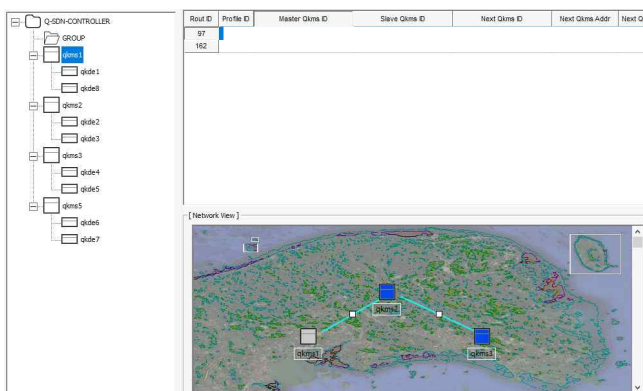 Q-SDN-CONTROLLER
GROUP
qkms1
qkde1
qkde8
qkms2
qkde2
qkde3
qkms3
qkde4
qkde5
qkms5
qkde6
qkde7
Rout ID Profile ID Master Qkms ID Slave Qkms ID Next Qkms ID Next Qkms Addr Next Q
97
162
[ Network View ]
qkms2
qkms1 qkms3